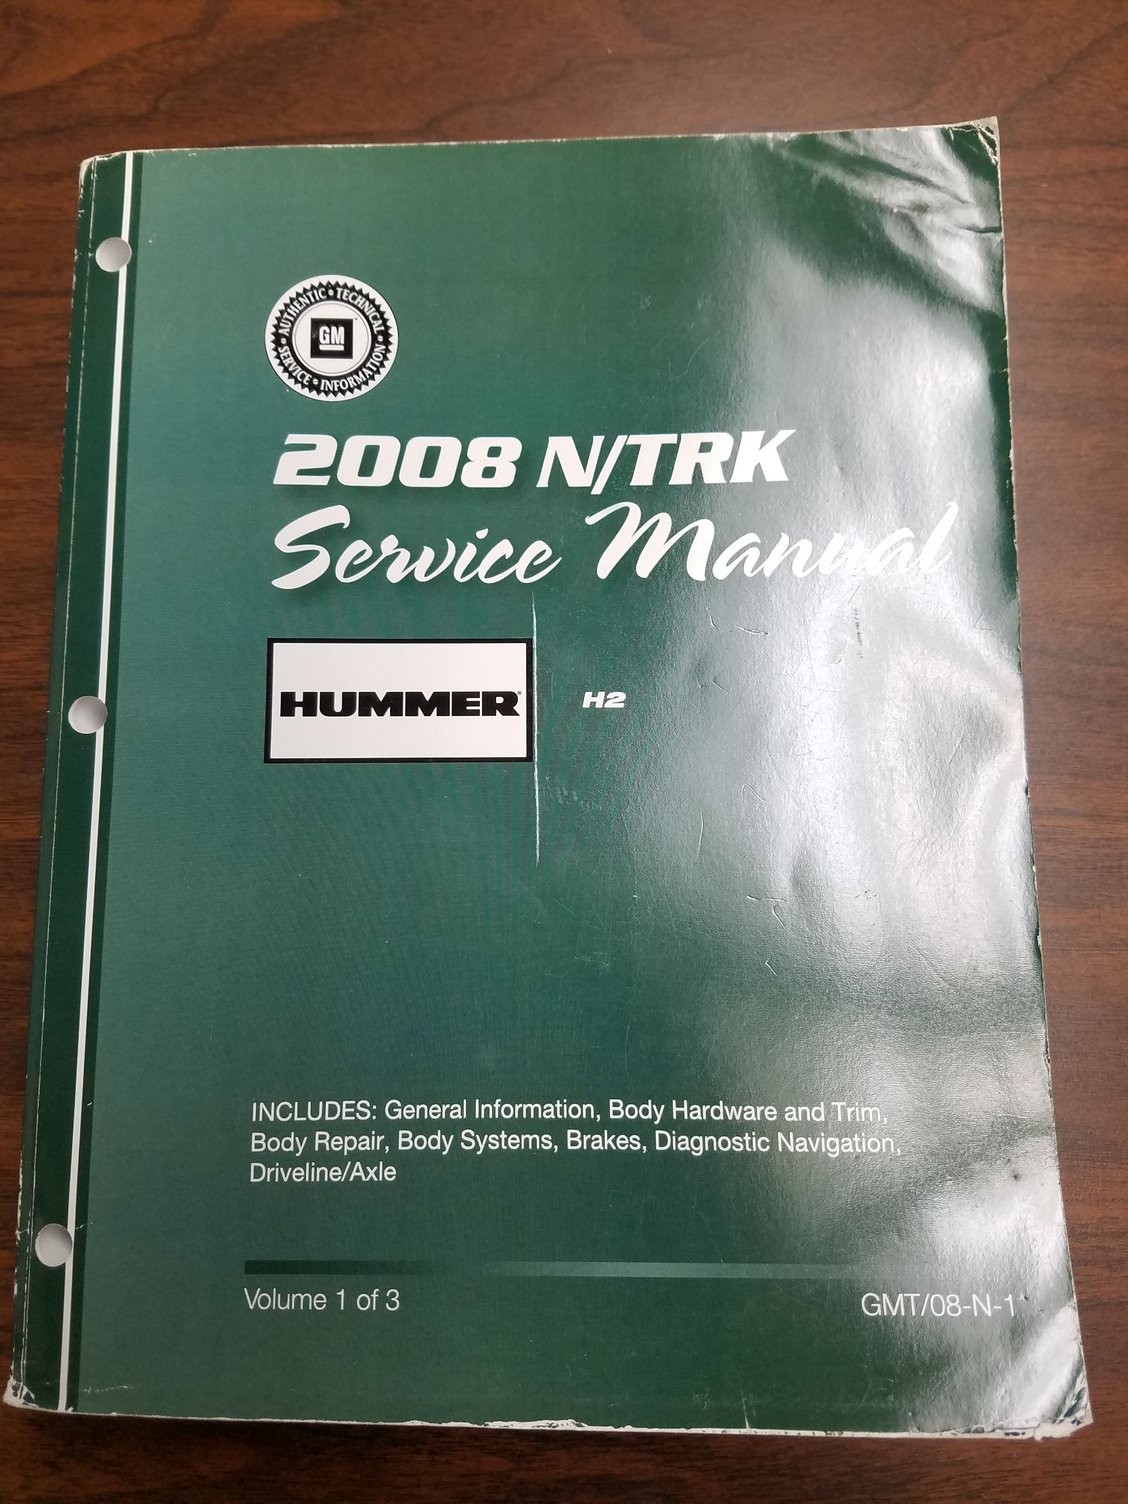 AUTHENTIC • TECHNICAL • SERVICE • INFORMATION •
GM
2008 N/TRK
Service Manual
HUMMER®
H2
INCLUDES: General Information, Body Hardware and Trim,
Body Repair, Body Systems, Brakes, Diagnostic Navigation,
Driveline/Axle
Volume 1 of 3
GMT/08-N-1